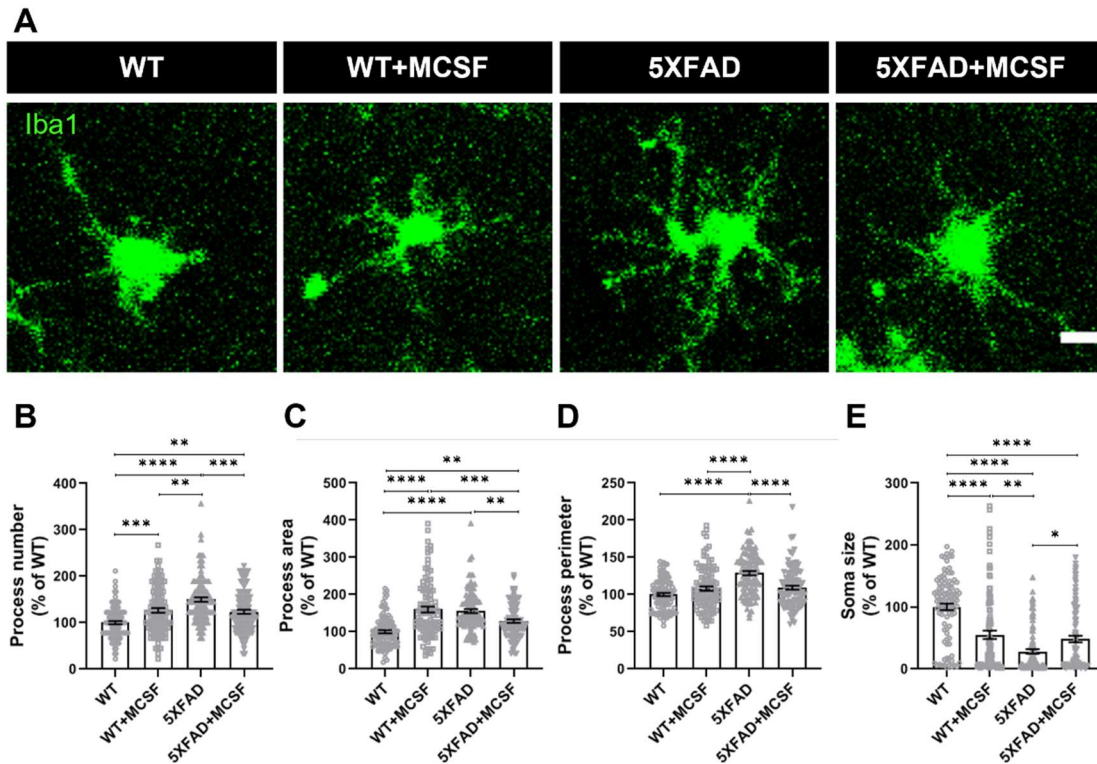 A
WT
WT+MCSF
5XFAD
5XFAD+MCSF
Iba1
B
Process number
(% of WT)
400
300
200
100
0
**
****
***
**
***
WT
WT+MCSF
5XFAD
5XFAD+MCSF
C
Process area
(% of WT)
500
400
300
200
100
0
**
****
***
****
**
WT
WT+MCSF
5XFAD
5XFAD+MCSF
D
Process perimeter
(% of WT)
250
200
150
100
50
0
****
****
****
WT
WT+MCSF
5XFAD
5XFAD+MCSF
E
Soma size
(% of WT)
300
200
100
0
****
****
****
**
*
WT
WT+MCSF
5XFAD
5XFAD+MCSF